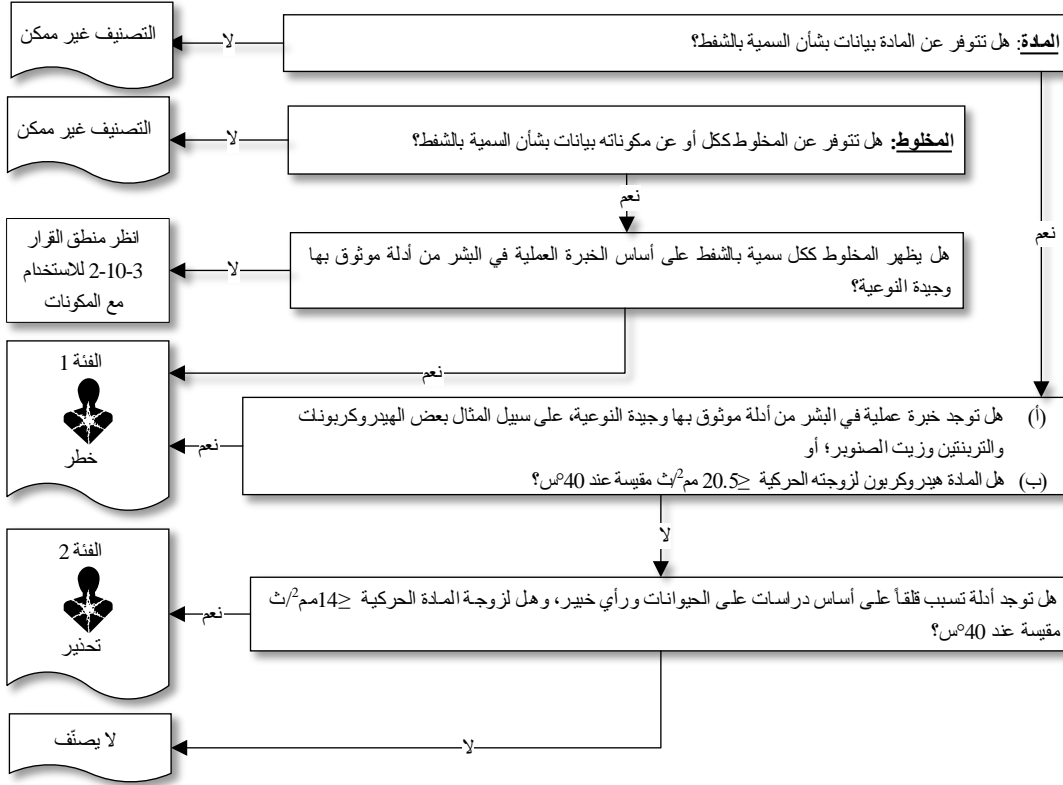 المادة: هل تتوفر عن المادة بيانات بشأن السمية بالشفط؟
لا
التصنيف غير ممكن
المخلوط: هل تتوفر عن المخلوط ككل أو عن مكوناته بيانات بشأن السمية بالشفط؟
لا
التصنيف غير ممكن
نعم
نعم
هل يظهر المخلوط ككل سمية بالشفط على أساس الخبرة العملية في البشر من أدلة موثوق بها
وجيدة النوعية؟
لا
انظر منطق القرار
3-10-2 للاستخدام
مع المكونات
نعم
الفئة 1
خطر
(أ) هل توجد خبرة عملية في البشر من أدلة موثوق بها وجيدة النوعية، على سبيل المثال بعض الهيدروكربونات
والتربنتين وزيت الصنوبر؛ أو
(ب) هل المادة هيدروكربون لزوجته الحركية ≤20.5 مم2/ث مقيسة عند 40°س؟
نعم
لا
الفئة 2
تحذير
هل توجد أدلة تسبب قلقاً على أساس دراسات على الحيوانات ورأي خبير، وهل لزوجة المادة الحركية ≤14مم2/ث
مقيسة عند 40°س؟
نعم
لا
لا يصنّف